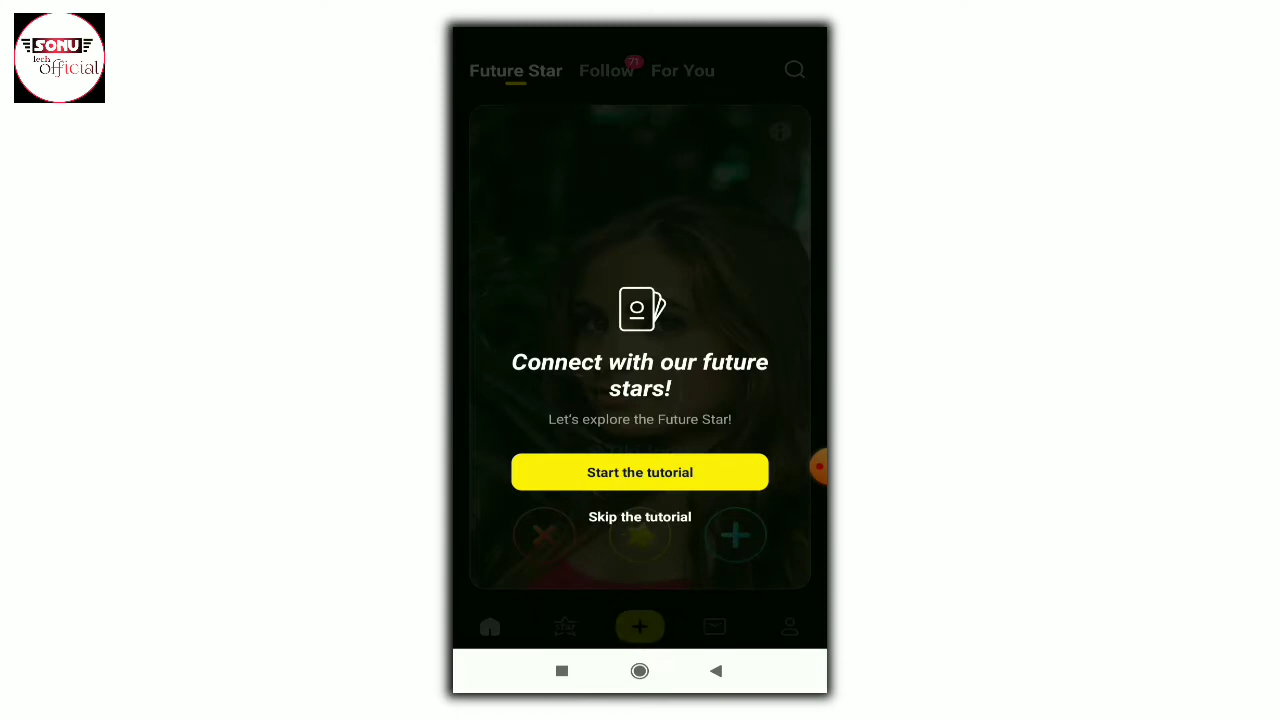 SONU
tech
official
Future Star Follow 71 For You
Connect with our future
stars!
Let's explore the Future Star!
Start the tutorial
Skip the tutorial